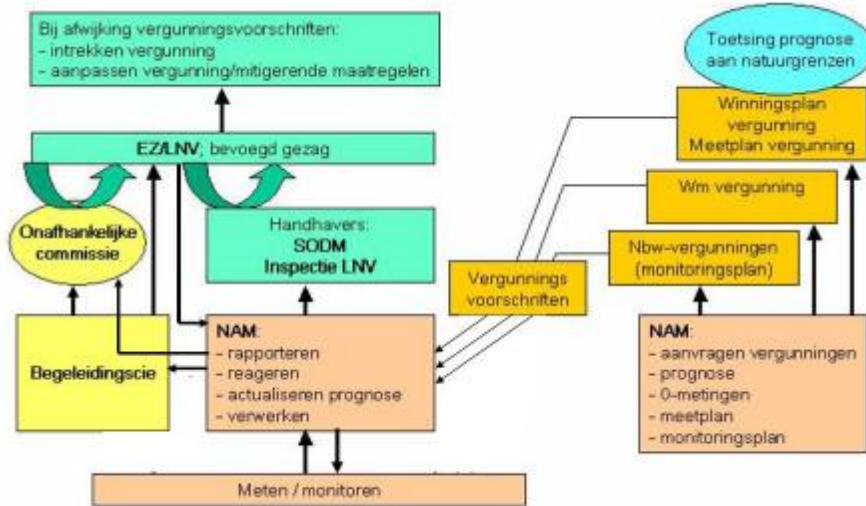 Bij afwijking vergunningsvoorschriften:
- intrekken vergunning
- aanpassen vergunning/mitigerende maatregelen
Toetsing prognose
aan natuurgrenzen
Winningsplan
vergunning
Meetplan vergunning
EZ/LNV; bevoegd gezag
Wm vergunning
Onafhankelijke
commissie
Handhavers:
SODM
Inspectie LNV
Nbw-vergunningen
(monitoringsplan)
Vergunnings
voorschriften
Begeleidingscie
NAM:
- rapporteren
- reageren
- actualiseren prognose
- verwerken
NAM:
- aanvragen vergunningen
- prognose
- 0-metingen
- meetplan
- monitoringsplan
Meten / monitoren